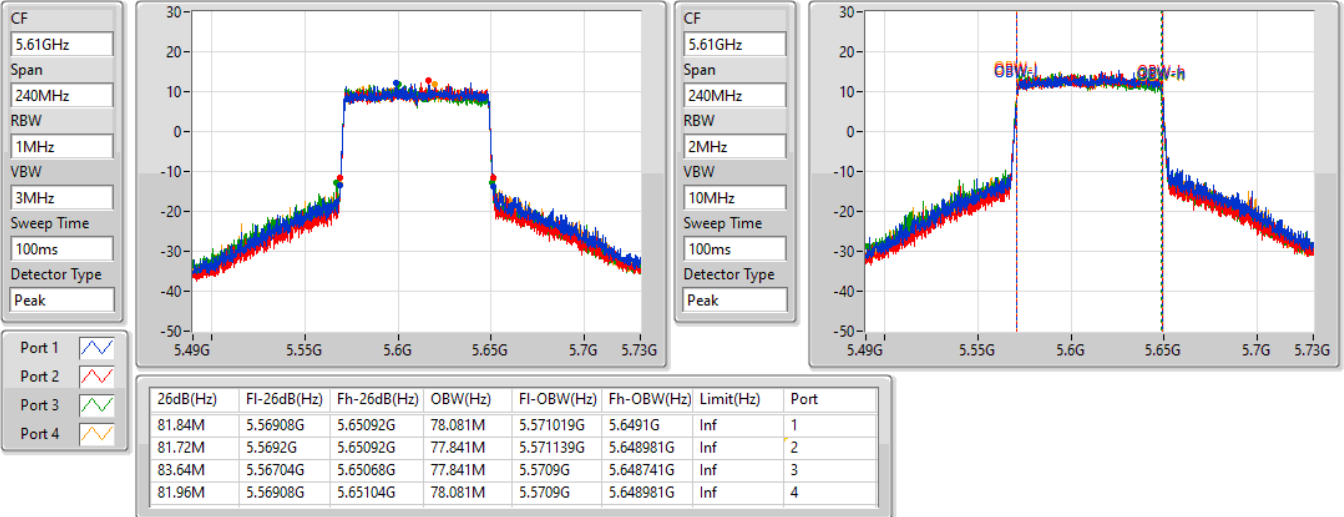 CF
5.61GHz
Span
240MHz
RBW
1MHz
VBW
3MHz
Sweep Time
100ms
Detector Type
Peak
30
20
10
0
-10
-20
-30
-40
-50
5.49G 5.55G 5.6G 5.65G 5.7G 5.73G
CF
5.61GHz
Span
240MHz
RBW
2MHz
VBW
10MHz
Sweep Time
100ms
Detector Type
Peak
30
20
10
0
-10
-20
-30
-40
-50
OBW-l OBW-h
5.49G 5.55G 5.6G 5.65G 5.7G 5.73G
Port 1
Port 2
Port 3
Port 4
26dB(Hz) Fl-26dB(Hz) Fh-26dB(Hz) OBW(Hz) Fl-OBW(Hz) Fh-OBW(Hz) Limit(Hz) Port
81.84M 5.56908G 5.65092G 78.081M 5.571019G 5.6491G Inf 1
81.72M 5.5692G 5.65092G 77.841M 5.571139G 5.648981G Inf 2
83.64M 5.56704G 5.65068G 77.841M 5.5709G 5.648741G Inf 3
81.96M 5.56908G 5.65104G 78.081M 5.5709G 5.648981G Inf 4